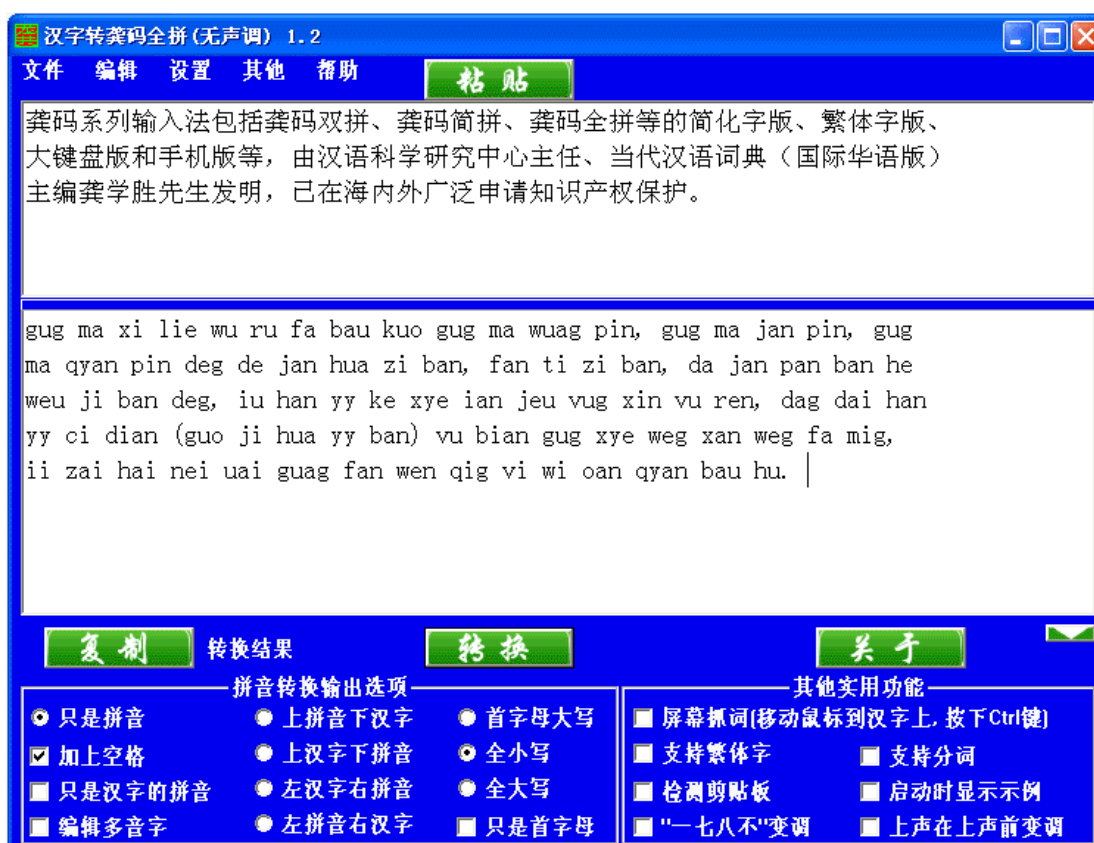 汉字转龚码全拼(无声调) 1.2
文件 编辑 设置 其他 帮助
粘 贴
龚码系列输入法包括龚码双拼、龚码简拼、龚码全拼等的简化字版、繁体字版、
大键盘版和手机版等，由汉语科学研究中心主任、当代汉语词典（国际华语版）
主编龚学胜先生发明，已在海内外广泛申请知识产权保护。
gug ma xi lie wu ru fa bau kuo gug ma wuag pin, gug ma jan pin, gug
ma qyan pin deg de jan hua zi ban, fan ti zi ban, da jan pan ban he
weu ji ban deg, iu han yy ke xye ian jeu vug xin vu ren, dag dai han
yy ci dian (guo ji hua yy ban) vu bian gug xye weg xan weg fa mig,
ii zai hai nei uai guag fan wen qig vi wi oan qyan bau hu.
复 制 转换结果 转 换 关 于
拼音转换输出选项 其他实用功能
只是拼音 上拼音下汉字 首字母大写 屏幕抓词(移动鼠标到汉字上, 按下Ctrl键)
加上空格 上汉字下拼音 全小写 支持繁体字 支持分词
只是汉字的拼音 左汉字右拼音 全大写 检测剪贴板 启动时显示示例
编辑多音字 左拼音右汉字 只是首字母 "一七八不"变调 上声在上声前变调